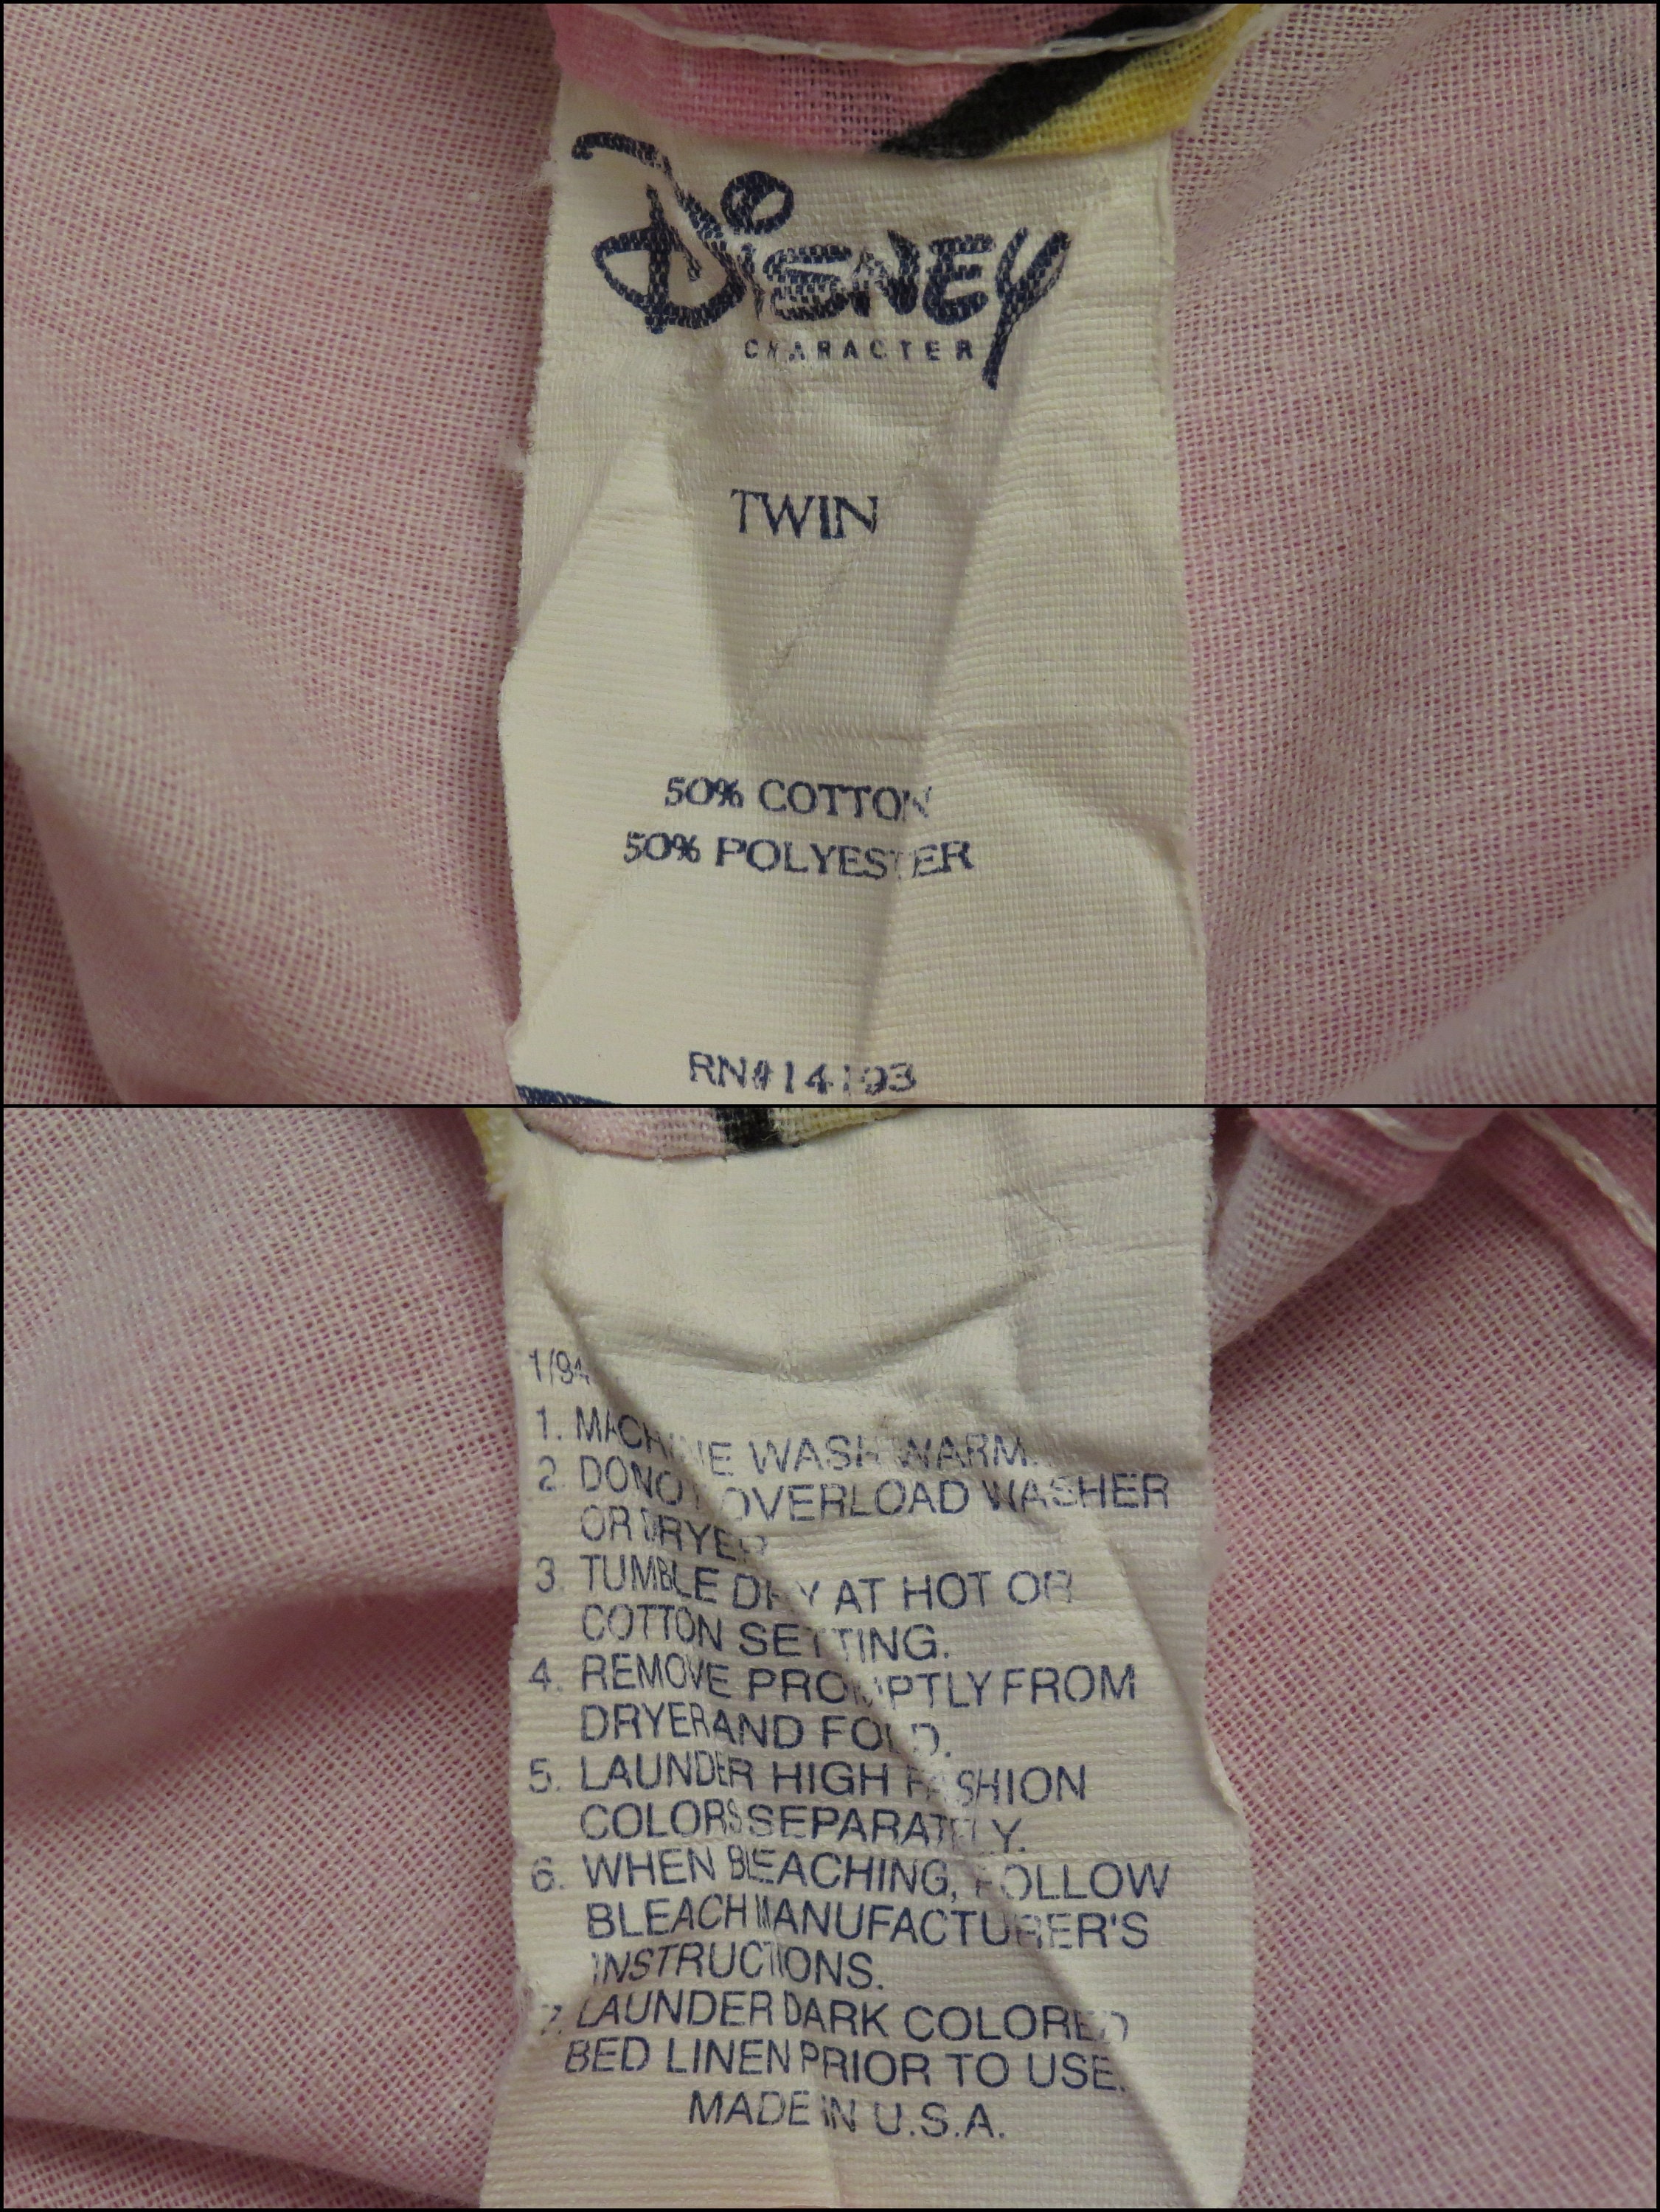 Disney
CHARACTER
TWIN
50% COTTON
50% POLYESTER
RN#14193
1/94
1. MACHINE WASH WARM.
2. DO NOT OVERLOAD WASHER
OR DRYER
3. TUMBLE DRY AT HOT OR
COTTON SETTING.
4. REMOVE PROMPTLY FROM
DRYER AND FOLD.
5. LAUNDER HIGH FASHION
COLORS SEPARATELY.
6. WHEN BLEACHING, FOLLOW
BLEACH MANUFACTURER'S
INSTRUCTIONS.
7. LAUNDER DARK COLORED
BED LINEN PRIOR TO USE.
MADE IN U.S.A.